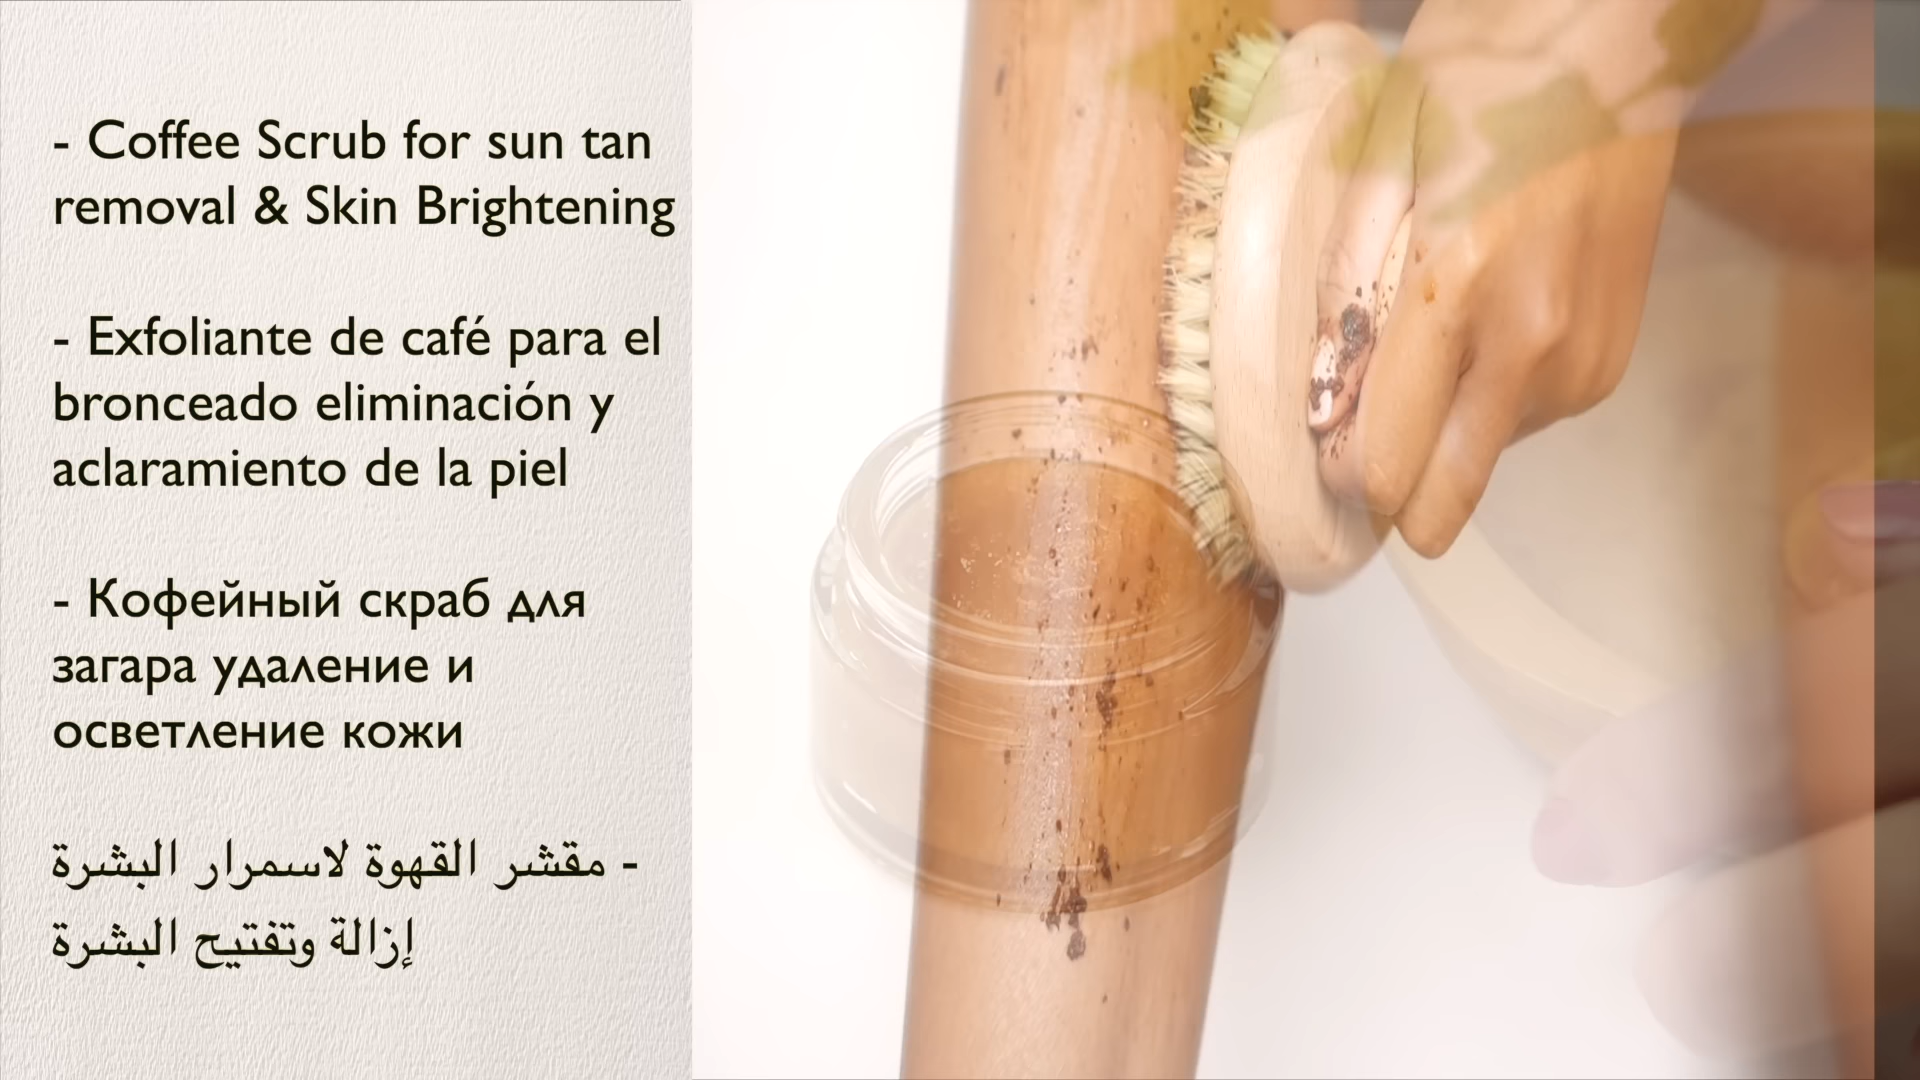 - Coffee Scrub for sun tan
removal & Skin Brightening
- Exfoliante de café para el
bronceado eliminación y
aclaramiento de la piel
- Кофейный скраб для
загара удаление и
осветление кожи
- مقشر القهوة لاسمرار البشرة
إزالة وتفتيح البشرة